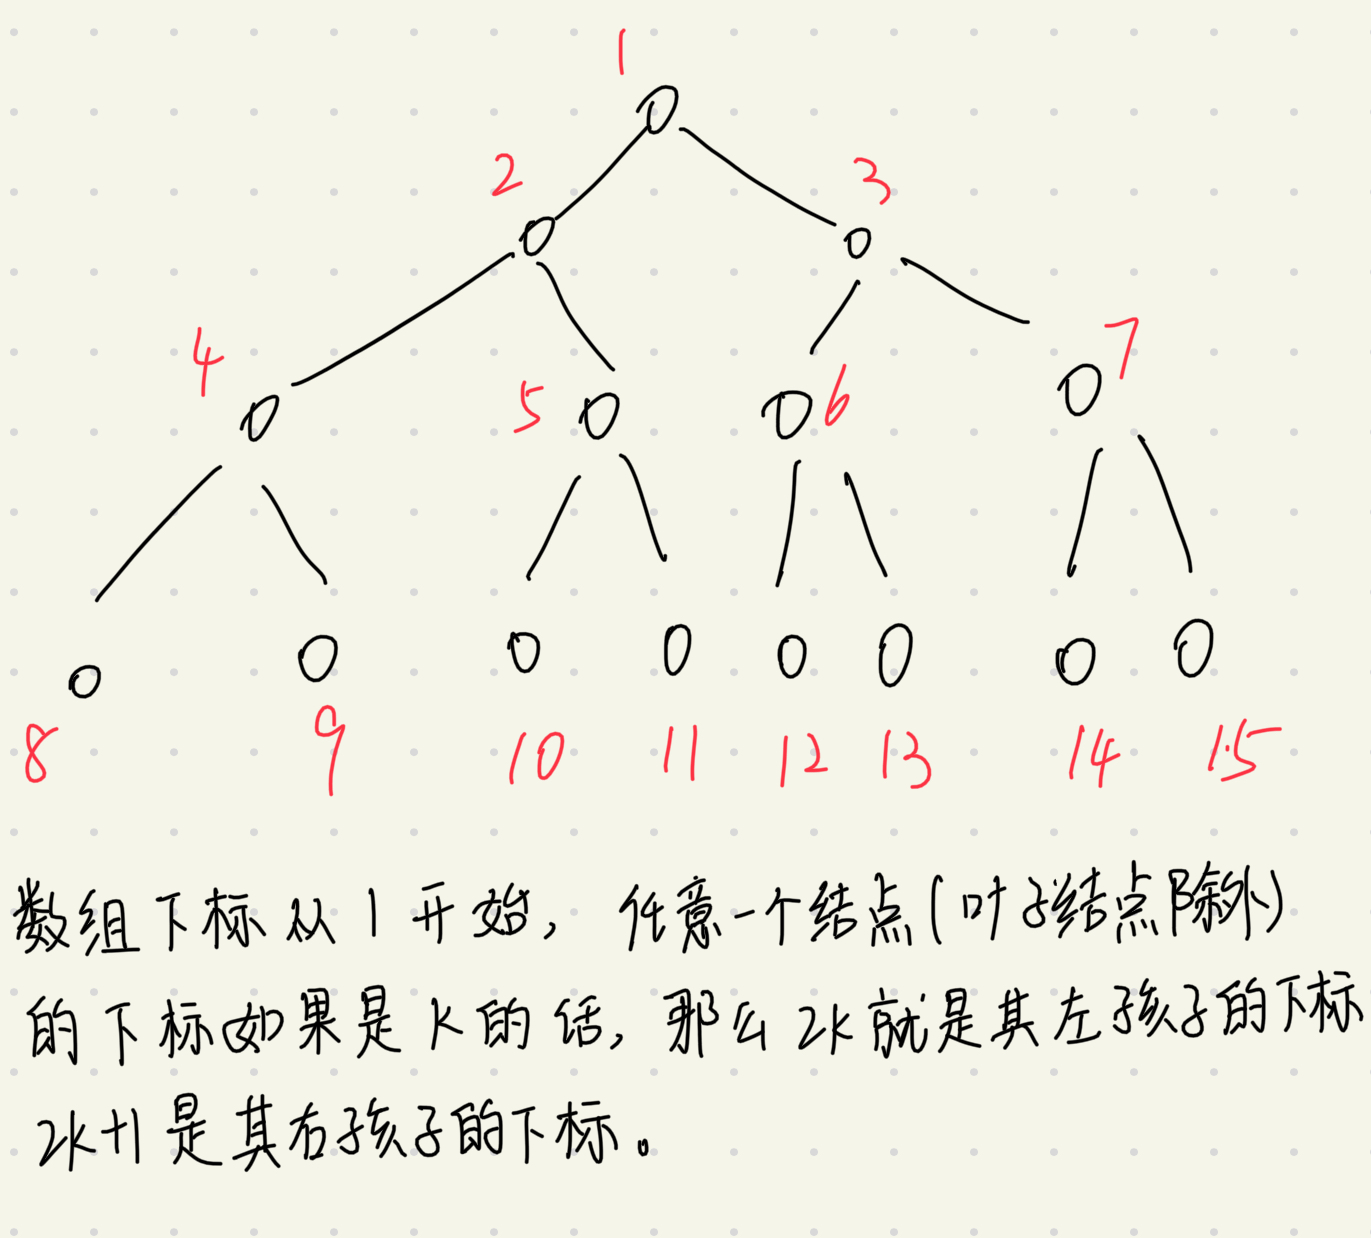 1
2 3
4 5 6 7
8 9 10 11 12 13 14 15
数组下标从1开始, 任意一个结点(叶子结点除外)
的下标如果是k的话, 那么2k就是其左孩子的下标
2k+1是其右孩子的下标。